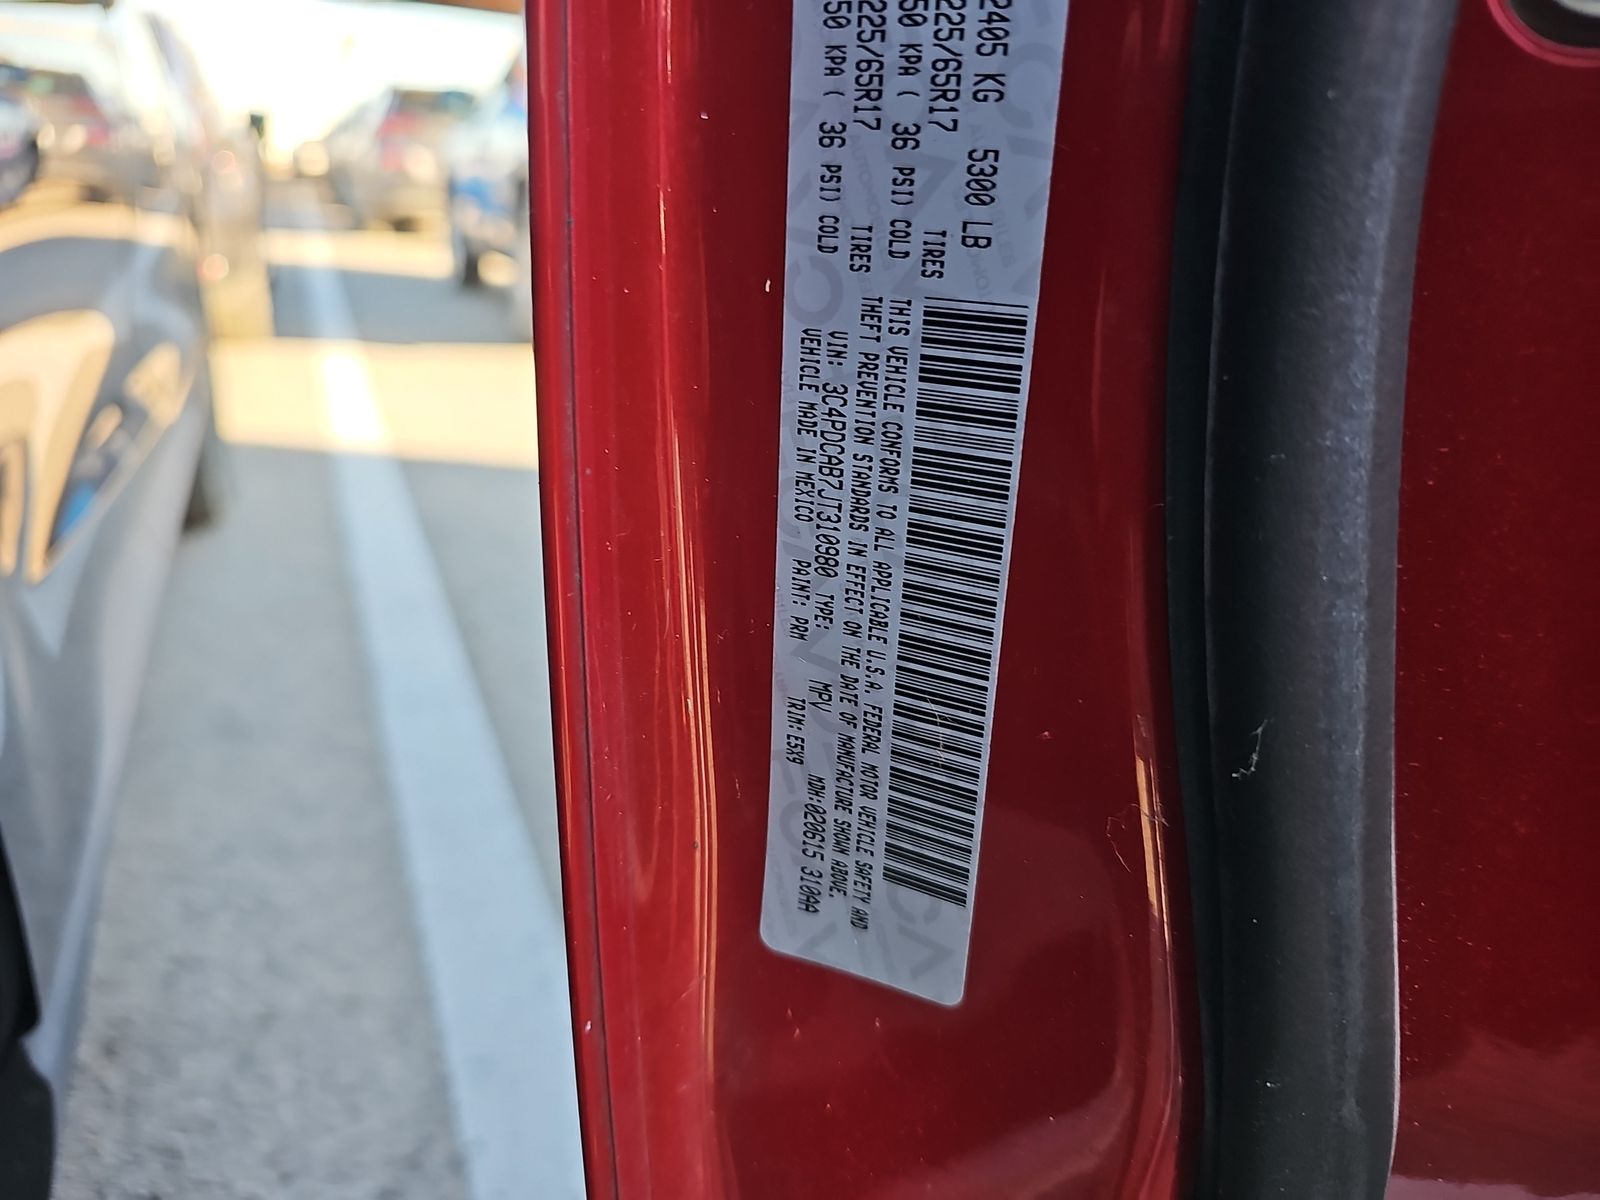 2405 KG 5300 LB
225/65R17 TIRES
50 KPA ( 36 PSI) COLD
225/65R17 TIRES
50 KPA ( 36 PSI) COLD
THIS VEHICLE CONFORMS TO ALL APPLICABLE U.S.A. FEDERAL MOTOR VEHICLE SAFETY AND
THEFT PREVENTION STANDARDS IN EFFECT ON THE DATE OF MANUFACTURE SHOWN ABOVE.
VIN: 3C4PDCAB7JT310980 TYPE: MPV MDH:020615 310AA
VEHICLE MADE IN MEXICO PAINT: PRM TRIM: E5X9